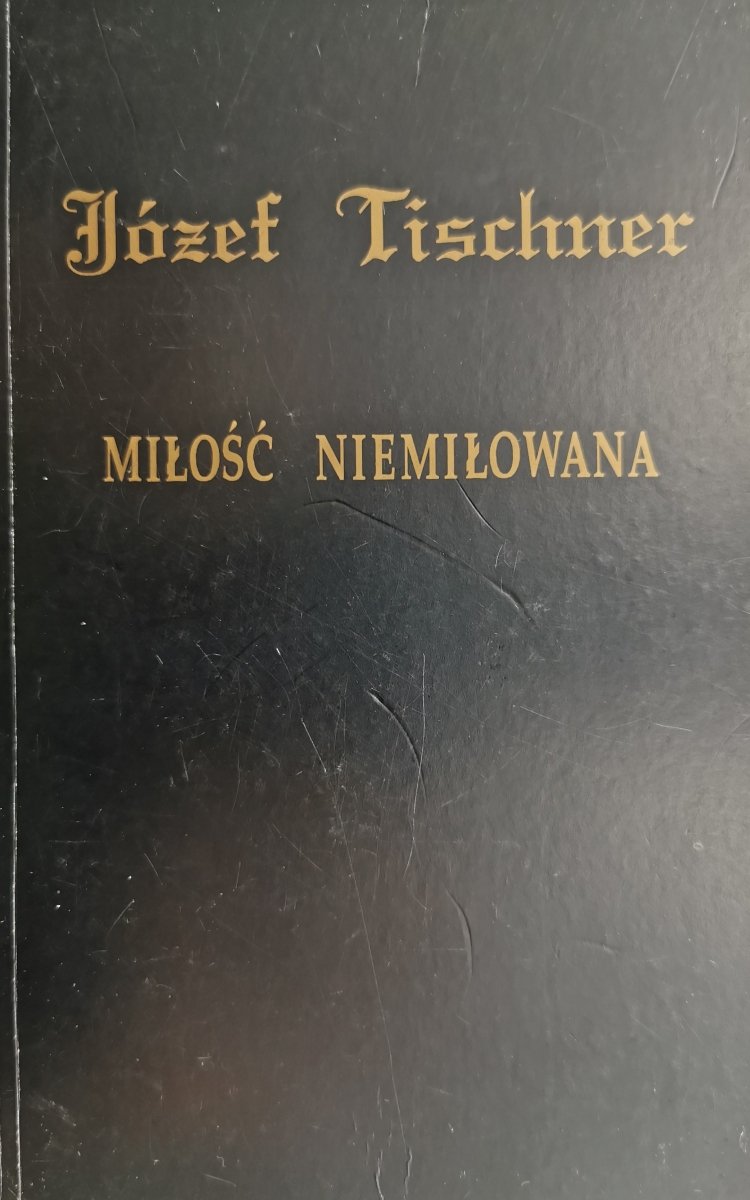 Józef Tischner
MIŁOŚĆ NIEMIŁOWANA